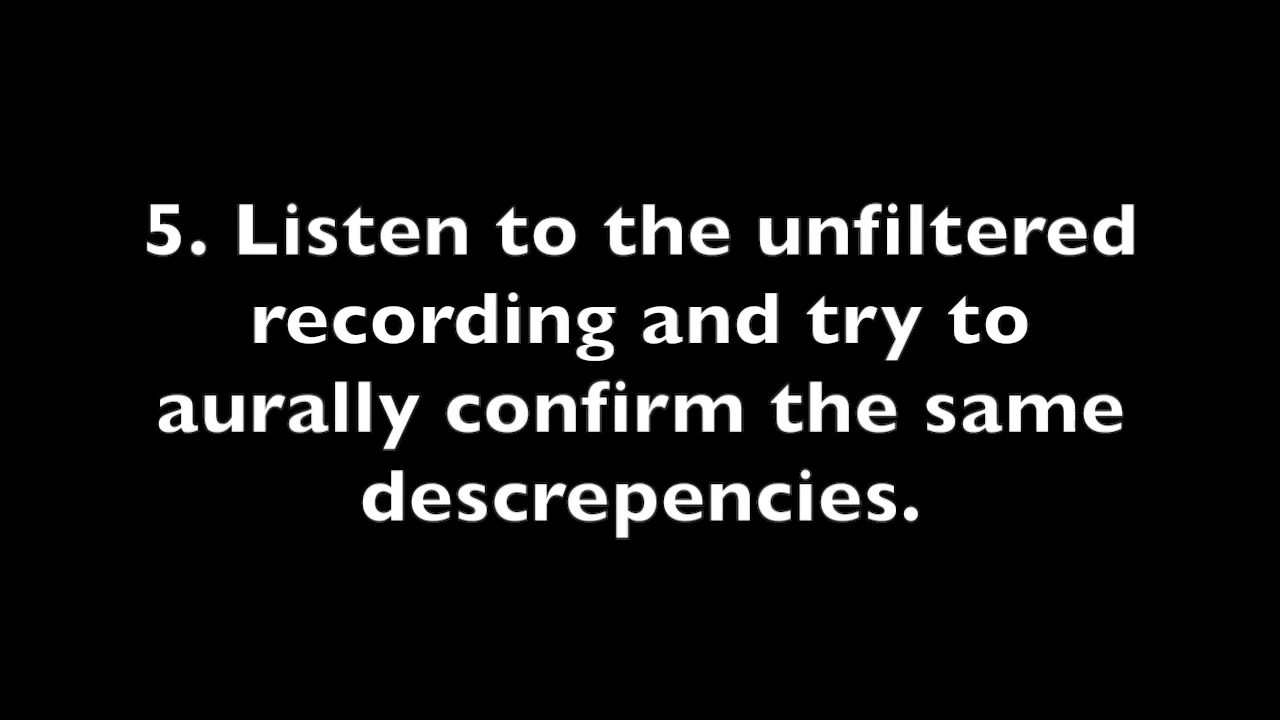 5. Listen to the unfiltered
recording and try to
aurally confirm the same
descrepencies.